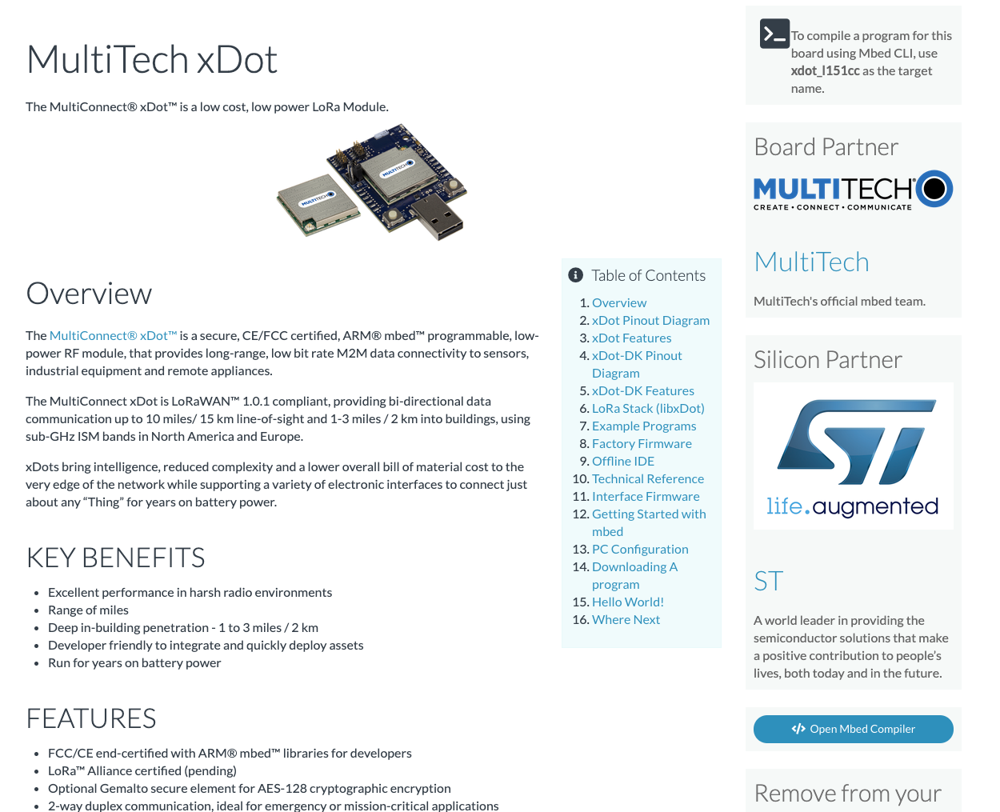 MultiTech xDot
The MultiConnect® xDot™ is a low cost, low power LoRa Module.
MULTITECH
MULTITECH
Overview
The MultiConnect® xDot™ is a secure, CE/FCC certified, ARM® mbed™ programmable, low-
power RF module, that provides long-range, low bit rate M2M data connectivity to sensors,
industrial equipment and remote appliances.
The MultiConnect xDot is LoRaWAN™ 1.0.1 compliant, providing bi-directional data
communication up to 10 miles/ 15 km line-of-sight and 1-3 miles / 2 km into buildings, using
sub-GHz ISM bands in North America and Europe.
xDots bring intelligence, reduced complexity and a lower overall bill of material cost to the
very edge of the network while supporting a variety of electronic interfaces to connect just
about any “Thing” for years on battery power.
KEY BENEFITS
• Excellent performance in harsh radio environments
• Range of miles
• Deep in-building penetration - 1 to 3 miles / 2 km
• Developer friendly to integrate and quickly deploy assets
• Run for years on battery power
FEATURES
• FCC/CE end-certified with ARM® mbed™ libraries for developers
• LoRa™ Alliance certified (pending)
• Optional Gemalto secure element for AES-128 cryptographic encryption
• 2-way duplex communication, ideal for emergency or mission-critical applications
Table of Contents
1. Overview
2. xDot Pinout Diagram
3. xDot Features
4. xDot-DK Pinout
Diagram
5. xDot-DK Features
6. LoRa Stack (libxDot)
7. Example Programs
8. Factory Firmware
9. Offline IDE
10. Technical Reference
11. Interface Firmware
12. Getting Started with
mbed
13. PC Configuration
14. Downloading A
program
15. Hello World!
16. Where Next
To compile a program for this
board using Mbed CLI, use
xdot_l151cc as the target
name.
Board Partner
MULTITECH®
CREATE • CONNECT • COMMUNICATE
MultiTech
MultiTech's official mbed team.
Silicon Partner
ST
life.augmented
ST
A world leader in providing the
semiconductor solutions that make
a positive contribution to people’s
lives, both today and in the future.
Open Mbed Compiler
Remove from your